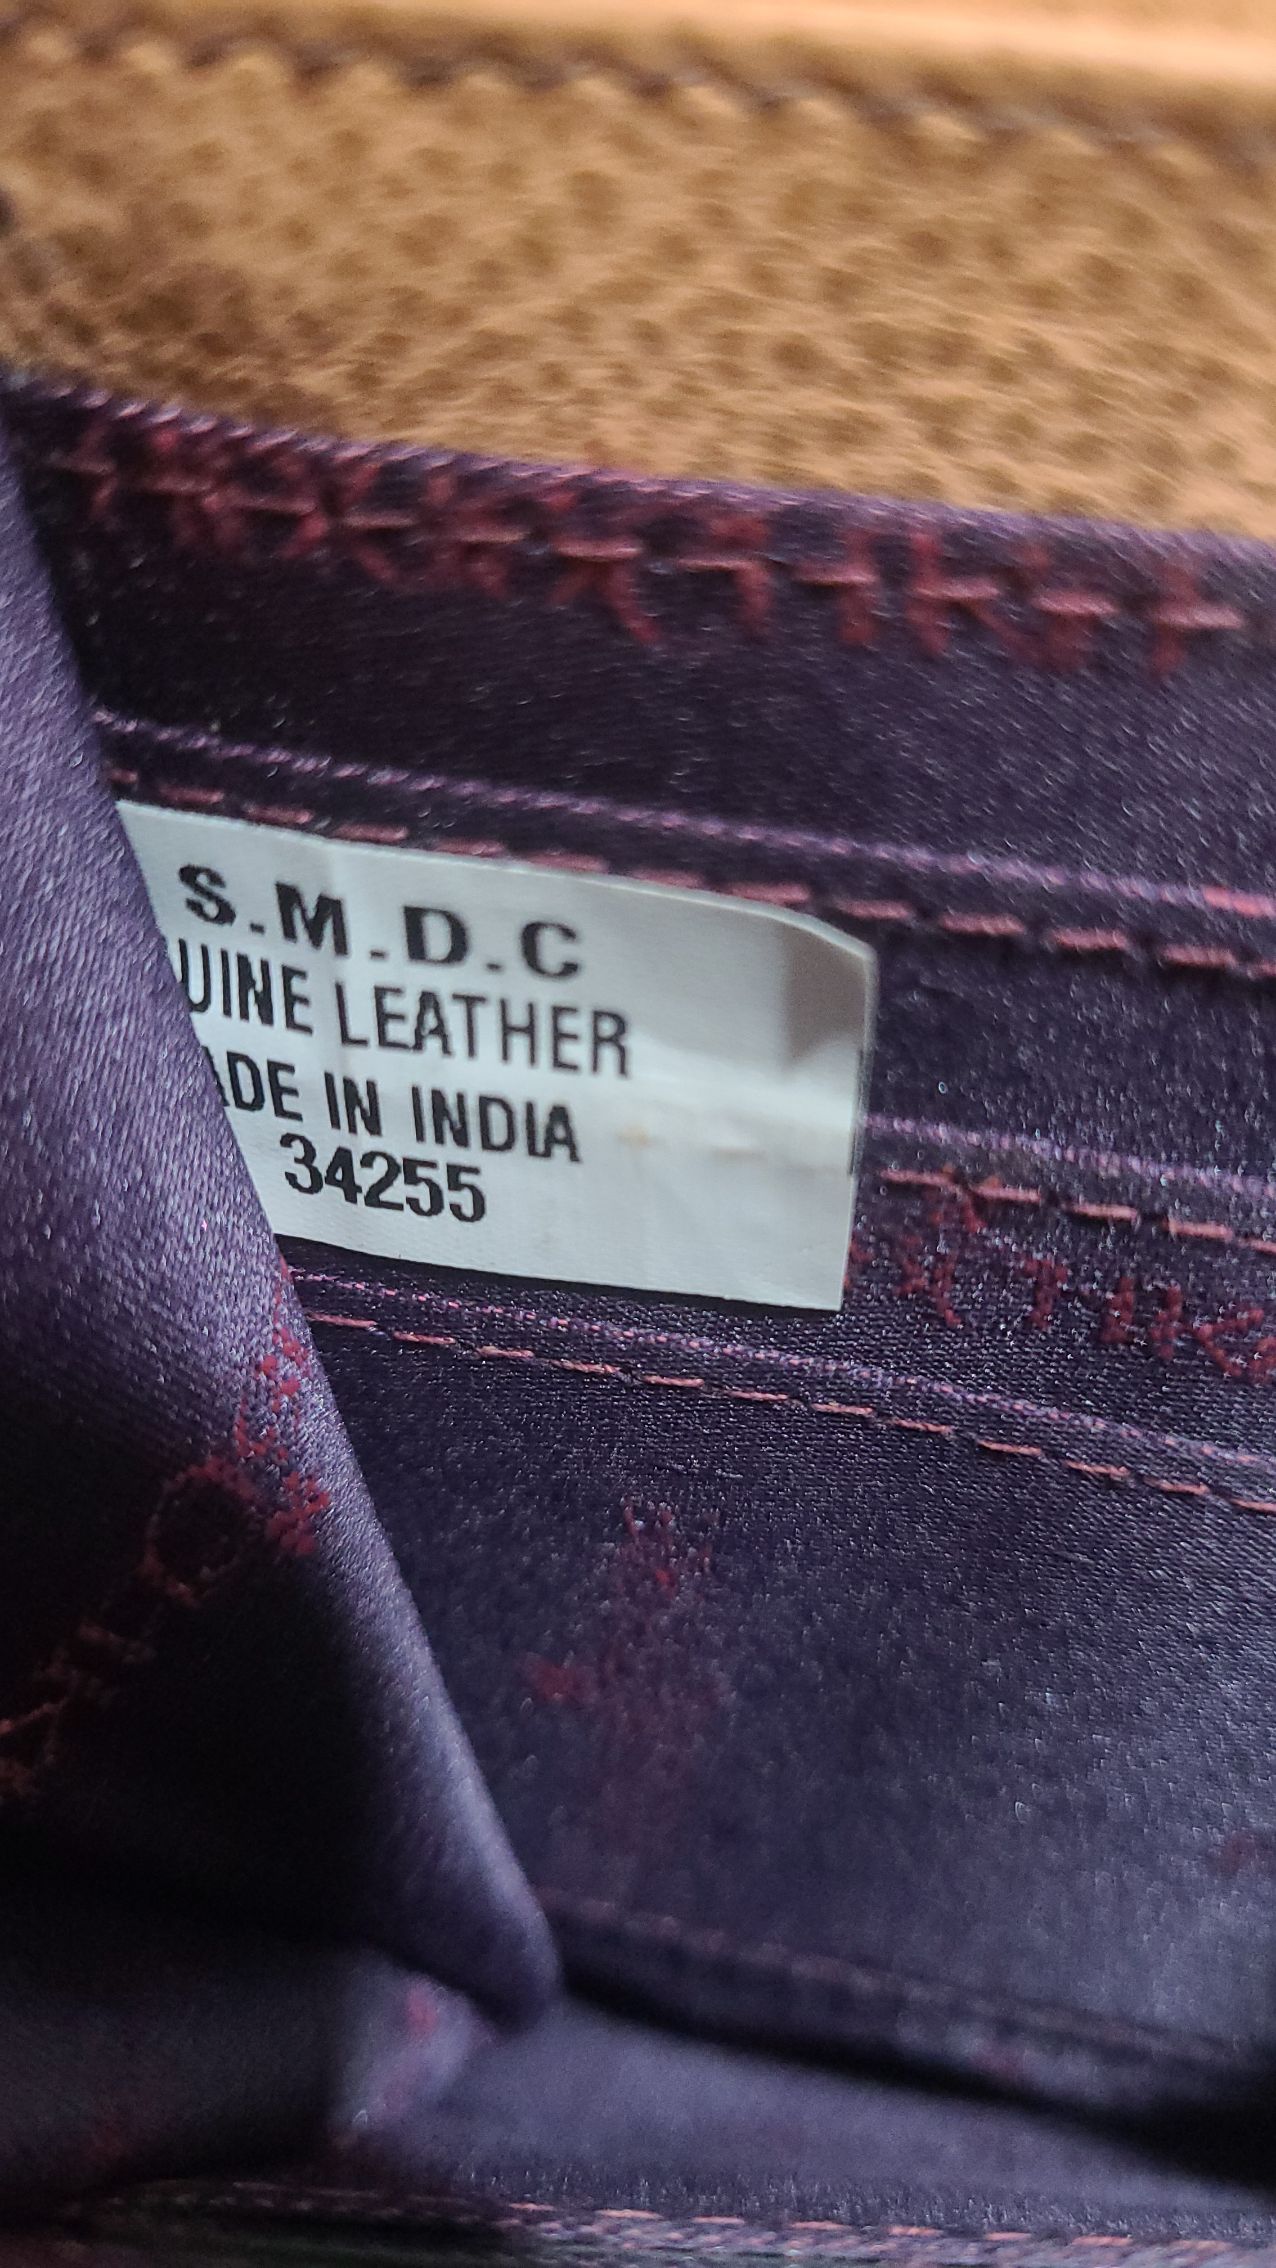 S.M.D.C
UINE LEATHER
ADE IN INDIA
34255